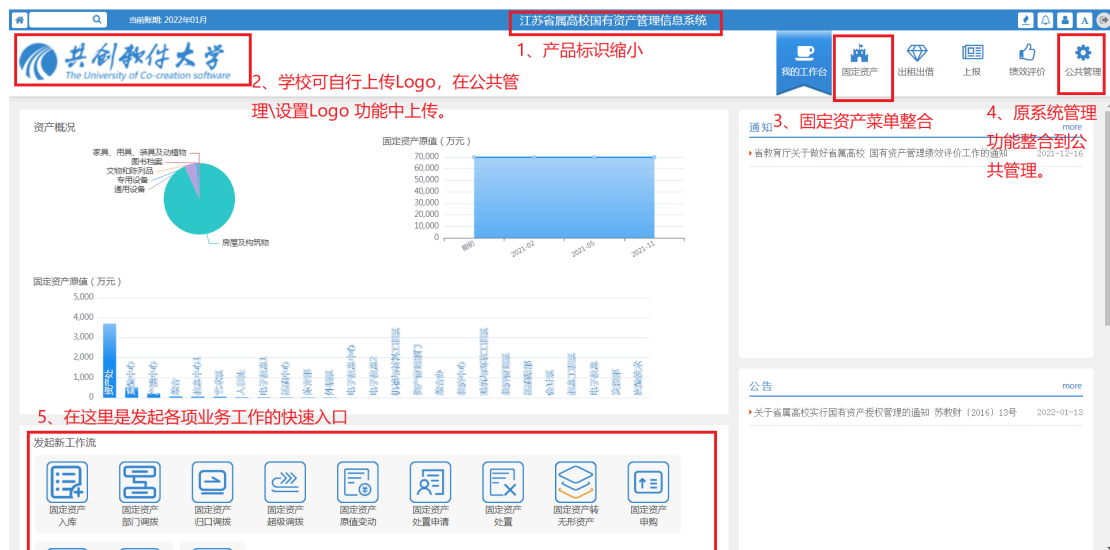 当前账期: 2022年01月
江苏省属高校国有资产管理信息系统
共创软件大学
The University of Co-creation software
1、产品标识缩小
2、学校可自行上传Logo，在公共管
理\设置Logo 功能中上传。
我的工作台
固定资产
出租出借
上报
绩效评价
公共管理
3、固定资产菜单整合
4、原系统管理
功能整合到公
共管理。
资产概况
家具、用具、装具及动植物
图书档案
文物和陈列品
专用设备
通用设备
房屋及构筑物
固定资产原值（万元）
70,000
60,000
50,000
40,000
30,000
20,000
10,000
0
期初
2021-02
2021-05
2021-11
通知
more
省教育厅关于做好省属高校 国有资产管理绩效评价工作的通知
2021-12-16
固定资产原值（万元）
5,000
4,000
3,000
2,000
1,000
0
资产处
公告
more
关于省属高校实行国有资产授权管理的通知 苏教财〔2016〕13号
2022-01-13
5、在这里是发起各项业务工作的快速入口
发起新工作流
固定资产
入库
固定资产
部门调拨
固定资产
归口调拨
固定资产
超级调拨
固定资产
原值变动
固定资产
处置申请
固定资产
处置
固定资产转
无形资产
固定资产
申购